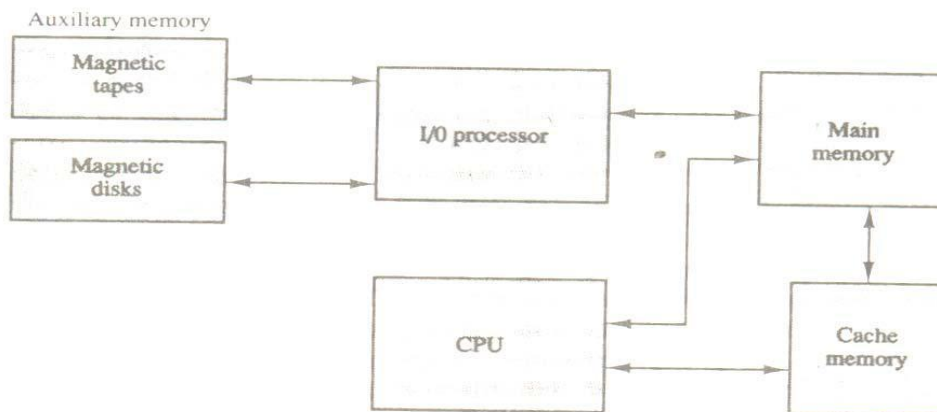 Auxiliary memory
Magnetic
tapes
Magnetic
disks
I/0 processor
Main
memory
CPU
Cache
memory